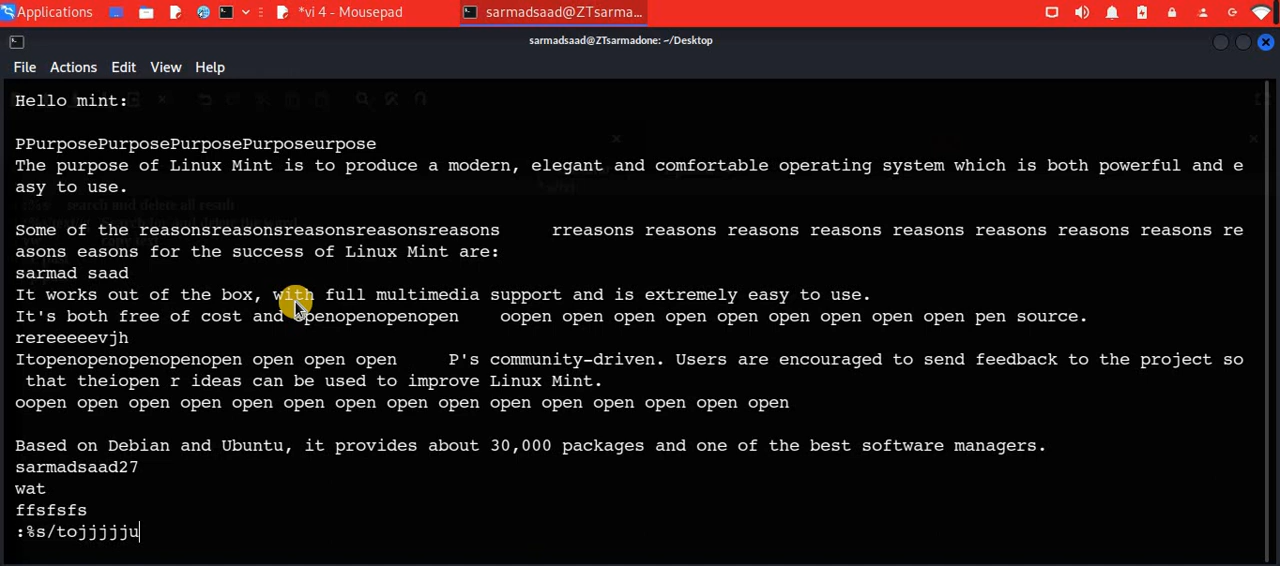 Applications
*vi 4 - Mousepad
sarmadsaad@ZTsarma...
sarmadsaad@ZTsarmadone: ~/Desktop
File Actions Edit View Help
Hello mint:
PPurposePurposePurposePurposeurpose
The purpose of Linux Mint is to produce a modern, elegant and comfortable operating system which is both powerful and e
asy to use.
Some of the reasonsreasonsreasonsreasonsreasons rreasons reasons reasons reasons reasons reasons reasons reasons re
asons easons for the success of Linux Mint are:
sarmad saad
It works out of the box, with full multimedia support and is extremely easy to use.
It's both free of cost and openopenopenopen oopen open open open open open open open open pen source.
rereeeeevjh
Itopenopenopenopenopen open open open P's community-driven. Users are encouraged to send feedback to the project so
that theiopen r ideas can be used to improve Linux Mint.
oopen open open open open open open open open open open open open open open
Based on Debian and Ubuntu, it provides about 30,000 packages and one of the best software managers.
sarmadsaad27
wat
ffsfsfs
:%s/tojjjjju